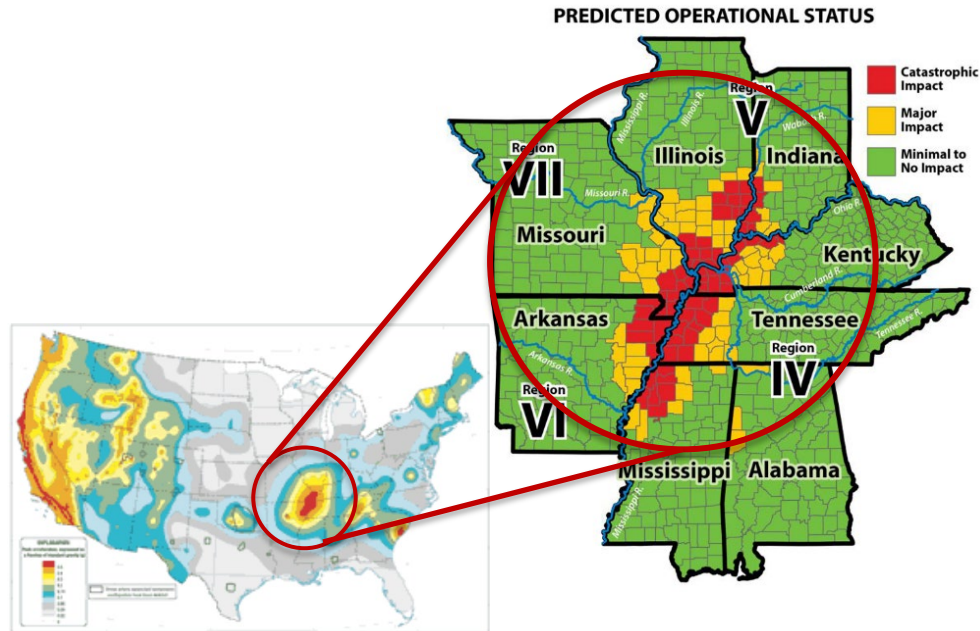 PREDICTED OPERATIONAL STATUS
Catastrophic
Impact
Major
Impact
Minimal to
No Impact
Region
V
Mississippi R.
Illinois R.
Wabash R.
Illinois
Indiana
Region
VII
Missouri R.
Ohio R.
Missouri
Kentucky
Cumberland R.
Arkansas
Tennessee
Tennessee R.
Region
IV
Arkansas R.
Region
VI
Mississippi
Alabama
Mississippi R.
EXPLANATION